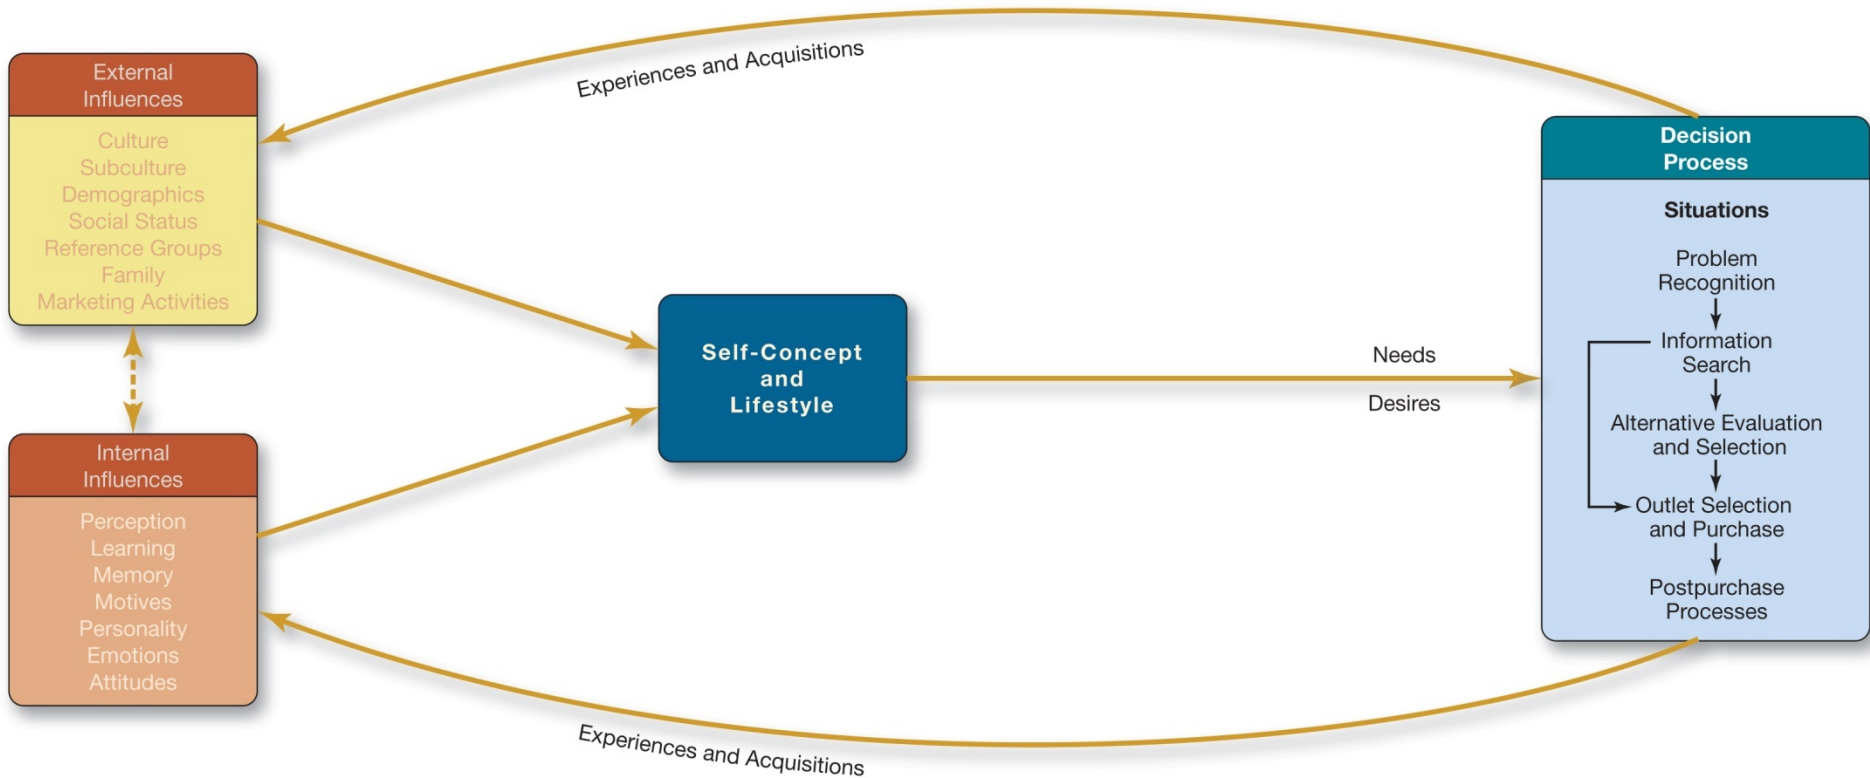 Experiences and Acquisitions
External
Influences
Culture
Subculture
Demographics
Social Status
Reference Groups
Family
Marketing Activities
Internal
Influences
Perception
Learning
Memory
Motives
Personality
Emotions
Attitudes
Self-Concept
and
Lifestyle
Needs
Desires
Decision
Process
Situations
Problem
Recognition
Information
Search
Alternative Evaluation
and Selection
Outlet Selection
and Purchase
Postpurchase
Processes
Experiences and Acquisitions